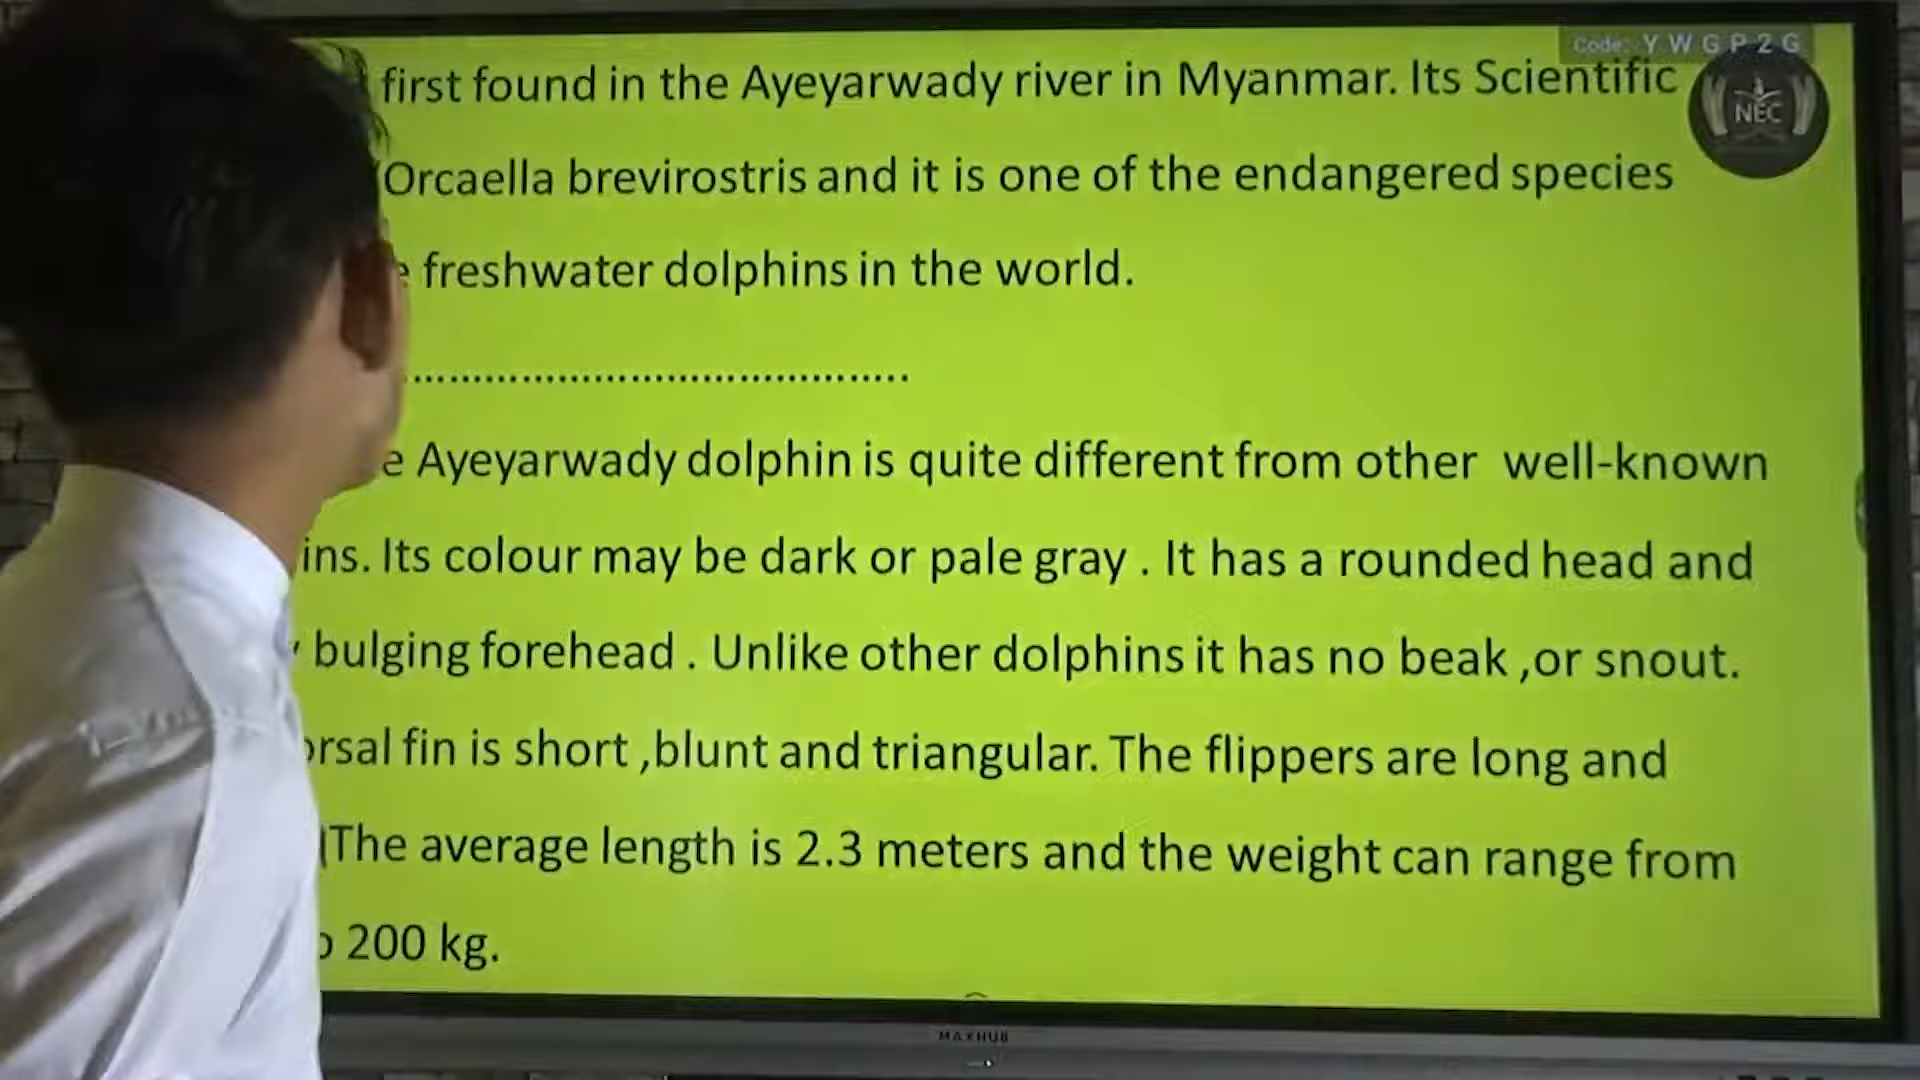 Code: YWGP2G
first found in the Ayeyarwady river in Myanmar. Its Scientific
NEC
Orcaella brevirostris and it is one of the endangered species
freshwater dolphins in the world.
................................................
Ayeyarwady dolphin is quite different from other well-known
ins. Its colour may be dark or pale gray . It has a rounded head and
bulging forehead . Unlike other dolphins it has no beak ,or snout.
orsal fin is short ,blunt and triangular. The flippers are long and
The average length is 2.3 meters and the weight can range from
200 kg.
MAXHUB